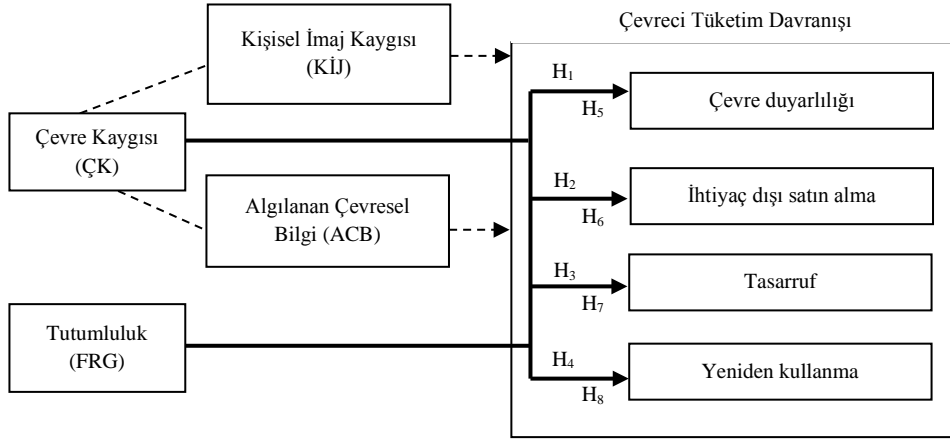 Çevreci Tüketim Davranışı
Kişisel İmaj Kaygısı
(KİJ)
Çevre Kaygısı
(ÇK)
Algılanan Çevresel
Bilgi (ACB)
Tutumluluk
(FRG)
H₁
H₅
Çevre duyarlılığı
H₂
H₆
İhtiyaç dışı satın alma
H₃
H₇
Tasarruf
H₄
H₈
Yeniden kullanma